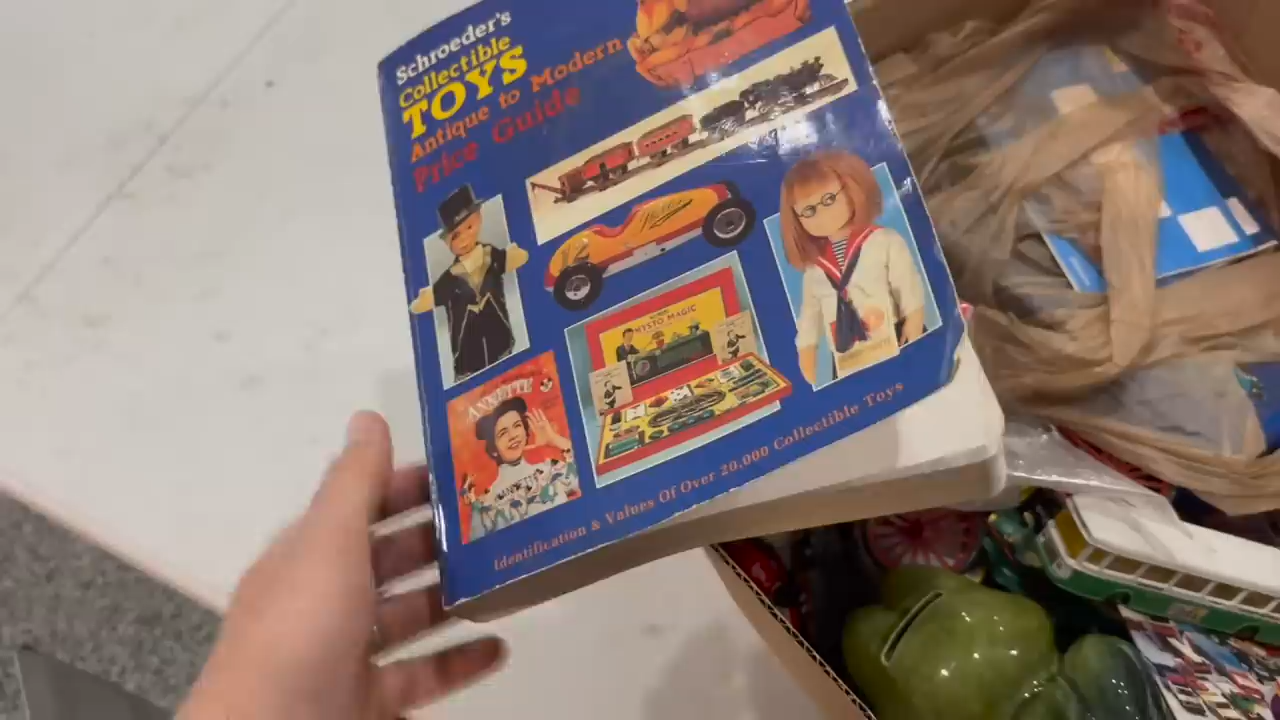 Schroeder's
Collectible
TOYS
Antique to Modern
Price Guide
MYSTO MAGIC
ANNETTE
Identification & Values Of Over 20,000 Collectible Toys